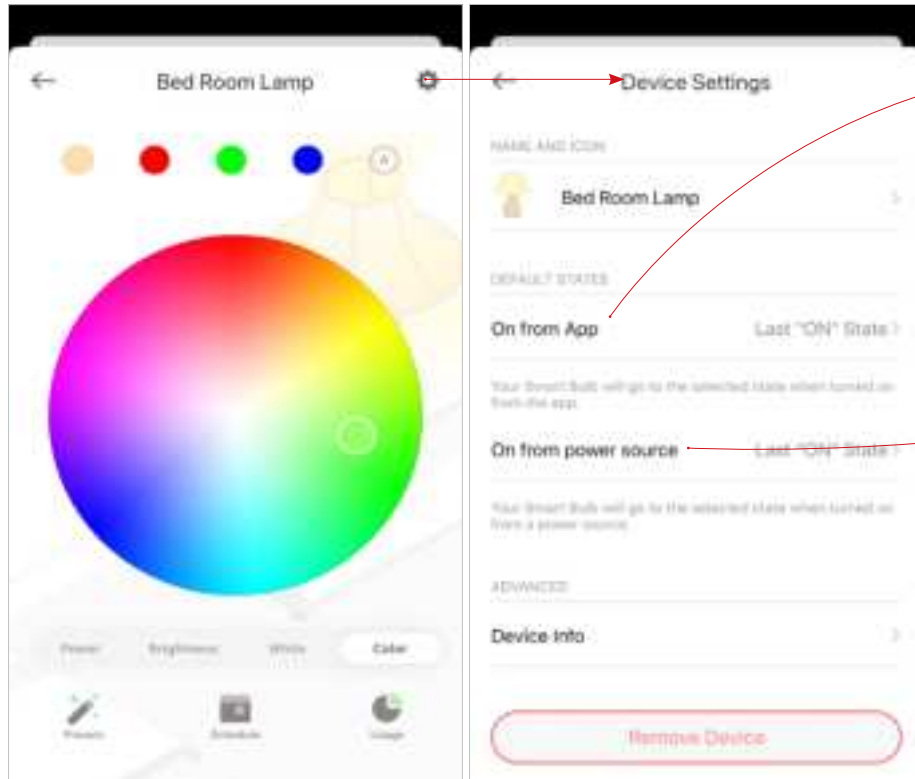 Bed Room Lamp
A
Power Brightness White Color
Presets Schedule Usage
Device Settings
NAME AND ICON
Bed Room Lamp
DEFAULT STATES
On from App Last "ON" State
Your Smart Bulb will go to the selected state when turned on
from the app.
On from power source Last "ON" State
Your Smart Bulb will go to the selected state when turned on
from a power source.
ADVANCED
Device Info
Remove Device